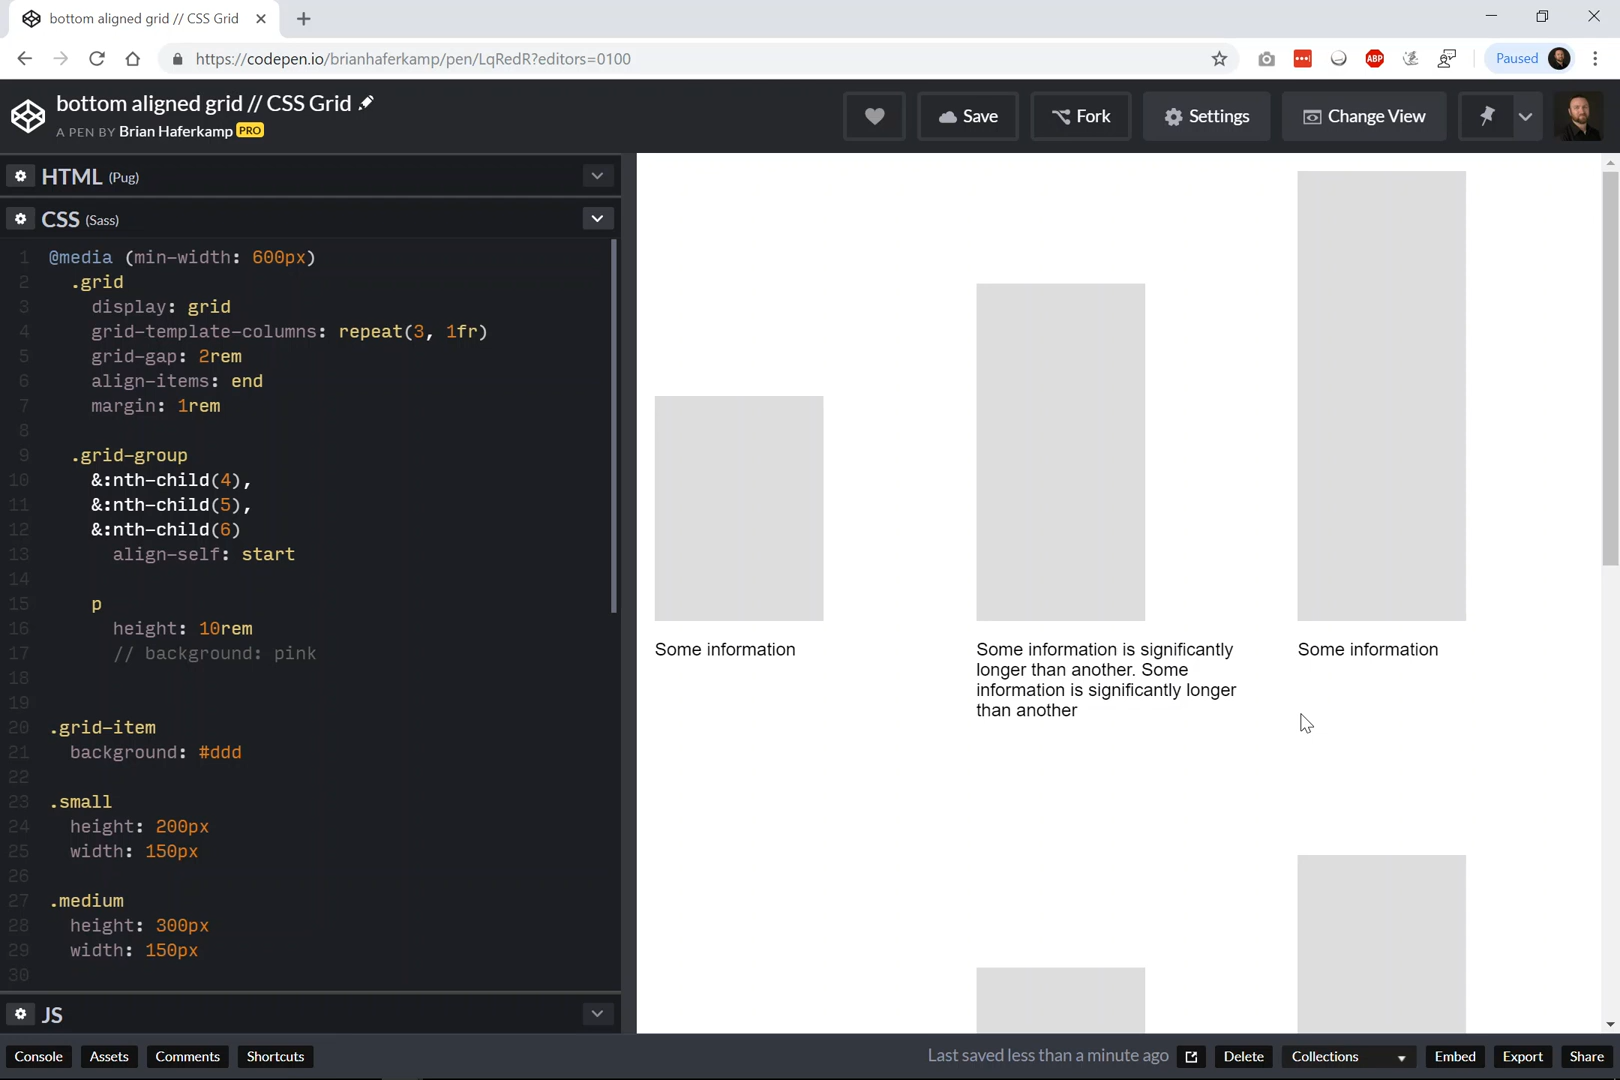 bottom aligned grid // CSS Grid
https://codepen.io/brianhaferkamp/pen/LqRedR?editors=0100
ABP
Paused
bottom aligned grid // CSS Grid
A PEN BY Brian Haferkamp PRO
Save
Fork
Settings
Change View
HTML (Pug)
CSS (Sass)
1 @media (min-width: 600px)
2 .grid
3 display: grid
4 grid-template-columns: repeat(3, 1fr)
5 grid-gap: 2rem
6 align-items: end
7 margin: 1rem
8
9 .grid-group
10 &:nth-child(4),
11 &:nth-child(5),
12 &:nth-child(6)
13 align-self: start
14
15 p
16 height: 10rem
17 // background: pink
18
19
20 .grid-item
21 background: #ddd
22
23 .small
24 height: 200px
25 width: 150px
26
27 .medium
28 height: 300px
29 width: 150px
30
JS
Some information
Some information is significantly
longer than another. Some
information is significantly longer
than another
Some information
Console
Assets
Comments
Shortcuts
Last saved less than a minute ago
Delete
Collections
Embed
Export
Share